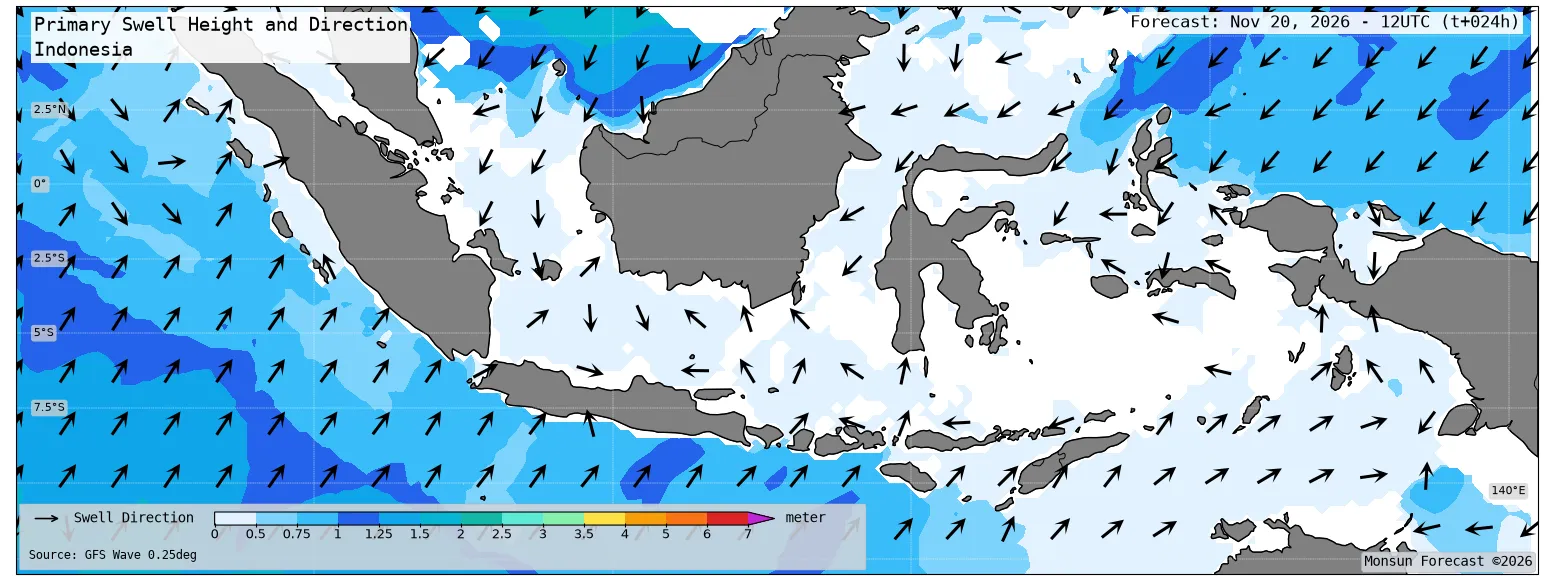 Primary Swell Height and Direction
Indonesia
Forecast: Nov 20, 2026 - 12UTC (t+024h)
2.5°N
0°
2.5°S
5°S
7.5°S
140°E
Swell Direction
0 0.5 0.75 1 1.25 1.5 2 2.5 3 3.5 4 5 6 7
meter
Source: GFS Wave 0.25deg
Monsun Forecast ©2026